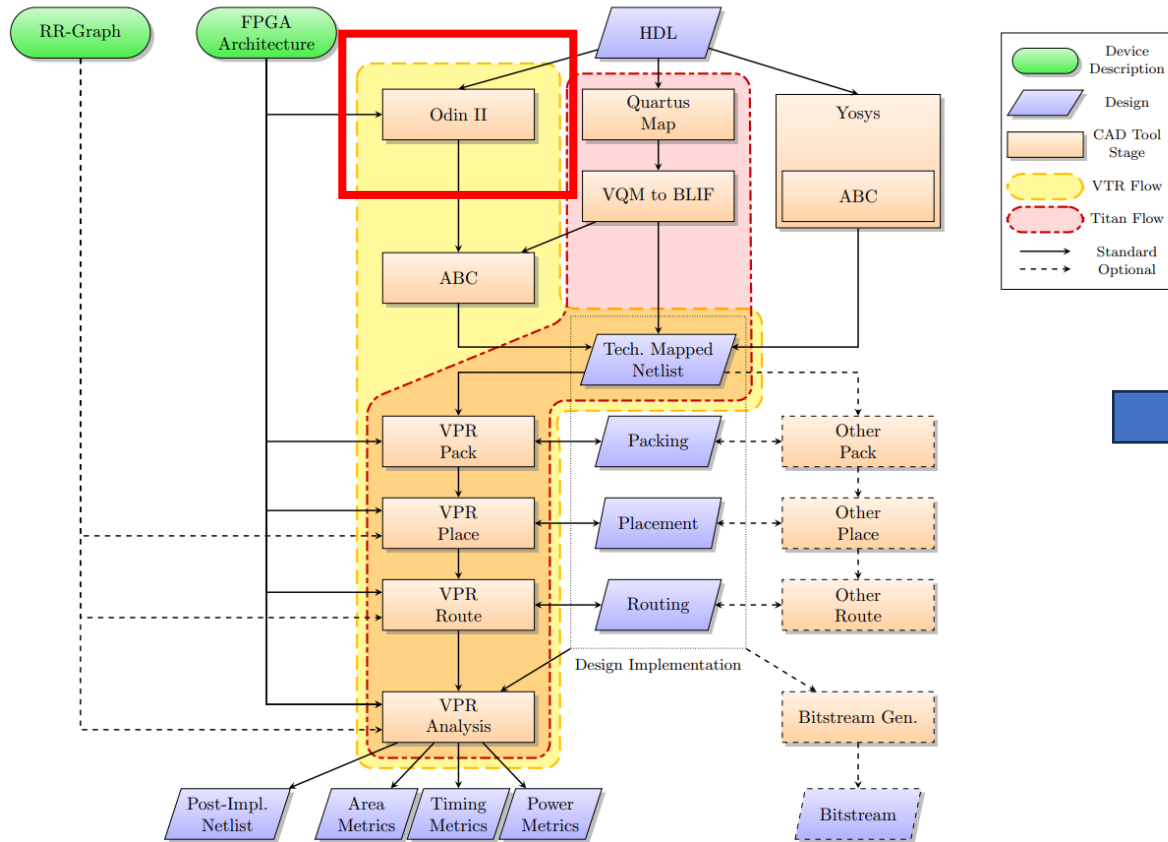 RR-Graph
FPGA
Architecture
HDL
Odin II
Quartus
Map
Yosys
ABC
VQM to BLIF
ABC
Tech. Mapped
Netlist
VPR
Pack
Packing
Other
Pack
VPR
Place
Placement
Other
Place
VPR
Route
Routing
Other
Route
Design Implementation
VPR
Analysis
Bitstream Gen.
Post-Impl.
Netlist
Area
Metrics
Timing
Metrics
Power
Metrics
Bitstream
Device
Description
Design
CAD Tool
Stage
VTR Flow
Titan Flow
Standard
Optional